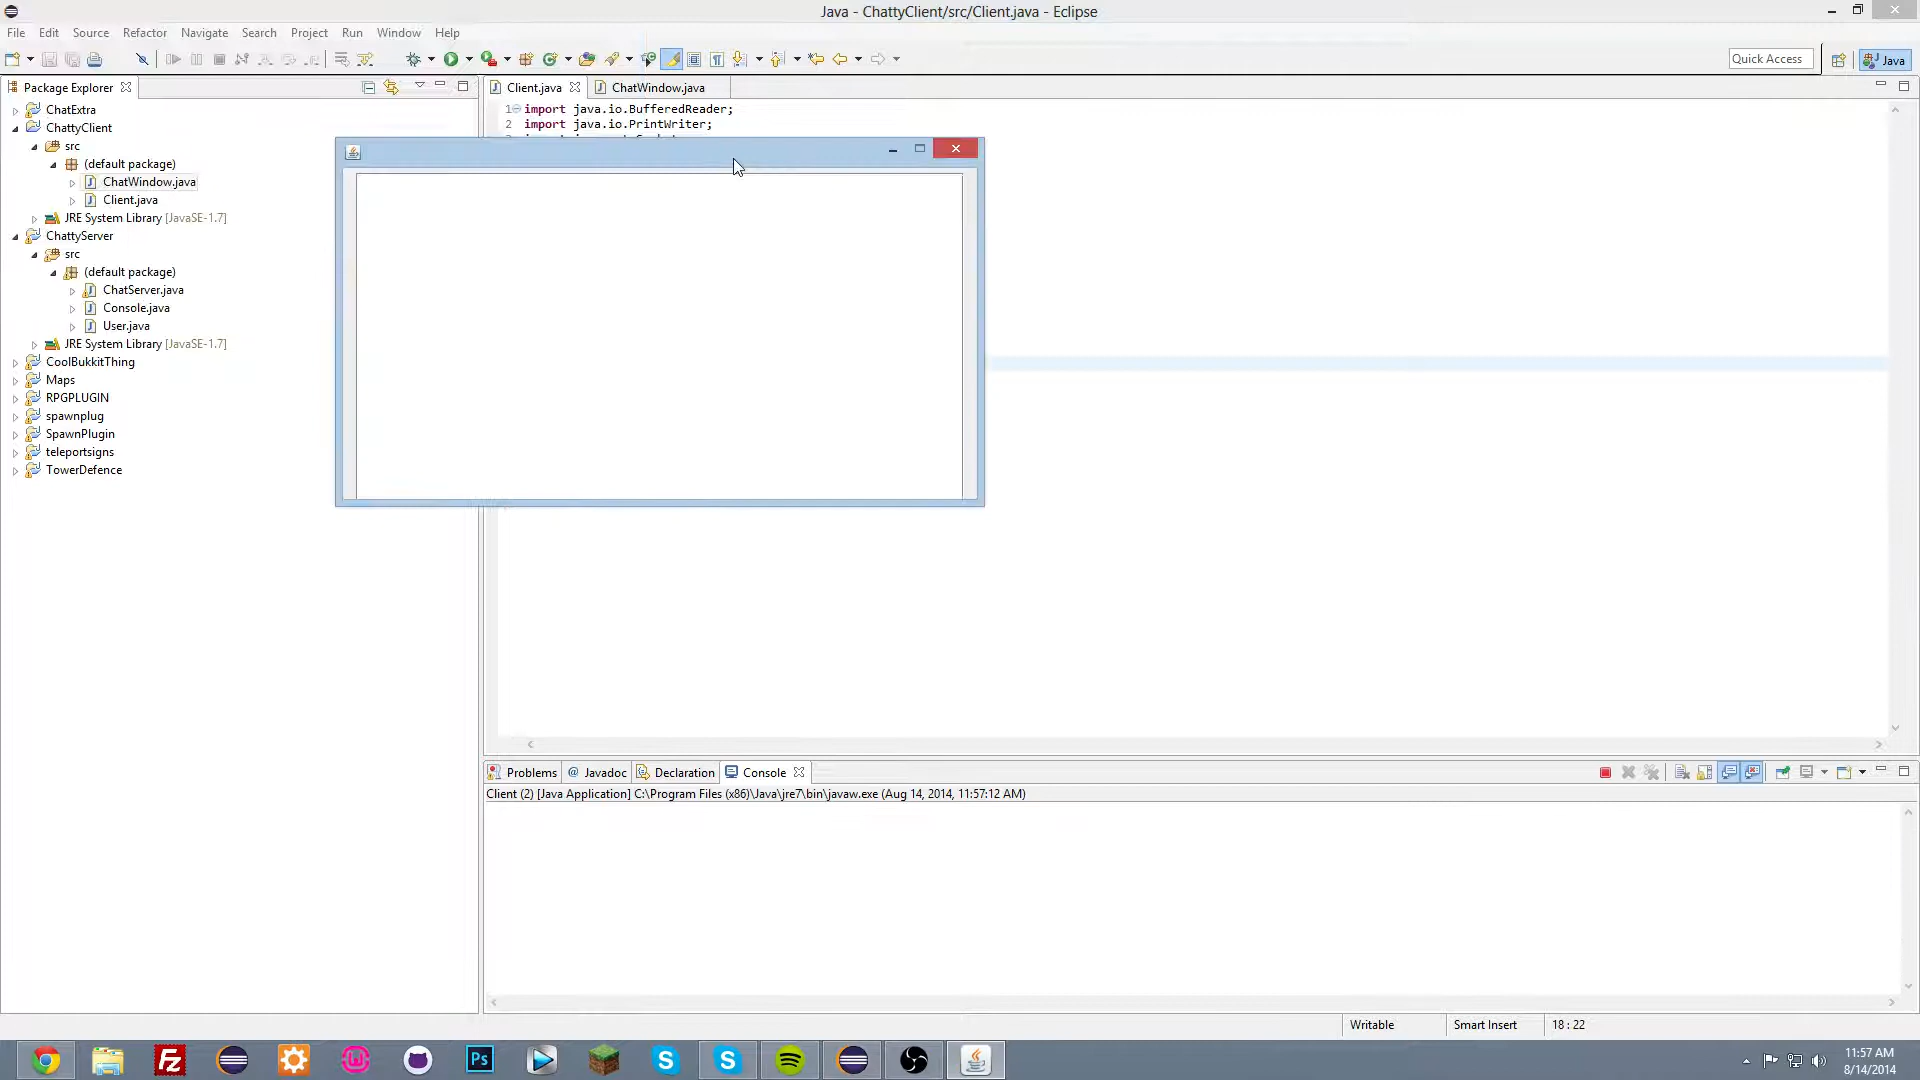 Java - ChattyClient/src/Client.java - Eclipse
File Edit Source Refactor Navigate Search Project Run Window Help
Quick Access
Java
Package Explorer
ChatExtra
ChattyClient
src
(default package)
ChatWindow.java
Client.java
JRE System Library [JavaSE-1.7]
ChattyServer
src
(default package)
ChatServer.java
Console.java
User.java
JRE System Library [JavaSE-1.7]
CoolBukkitThing
Maps
RPGPLUGIN
spawnplug
SpawnPlugin
teleportsigns
TowerDefence
Client.java ChatWindow.java
1 import java.io.BufferedReader;
2 import java.io.PrintWriter;
Problems @ Javadoc Declaration Console
Client (2) [Java Application] C:\Program Files (x86)\Java\jre7\bin\javaw.exe (Aug 14, 2014, 11:57:12 AM)
Writable Smart Insert 18 : 22
Fz
Ps
11:57 AM
8/14/2014